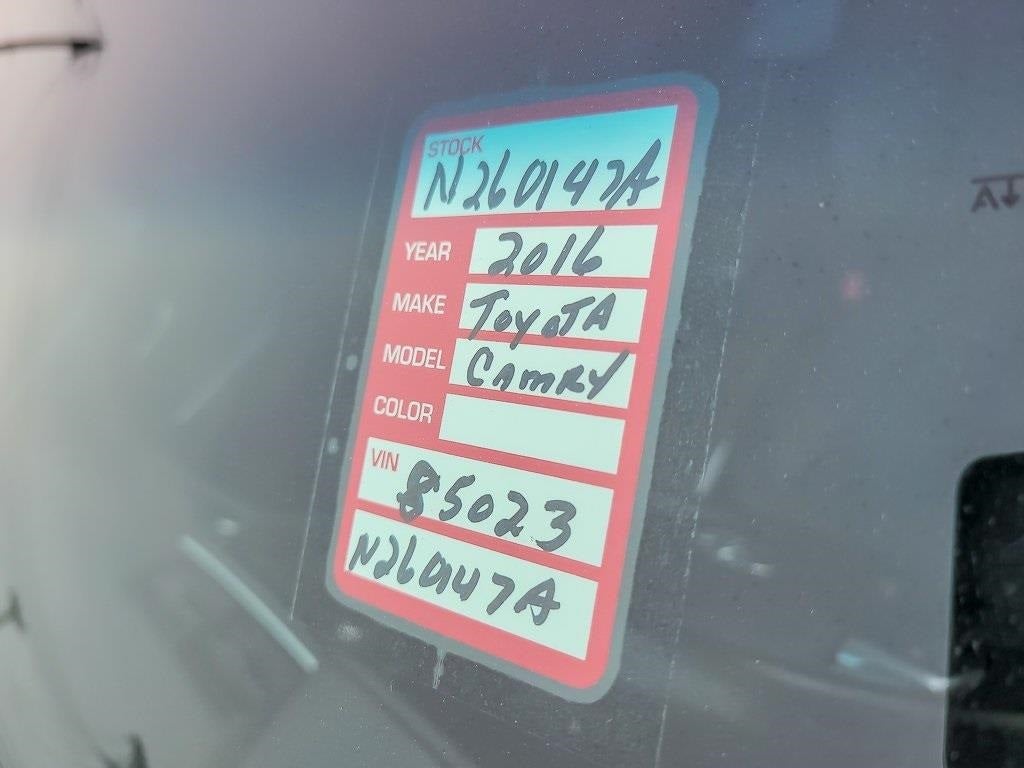 STOCK
N260147A
YEAR 2016
MAKE TOYOTA
MODEL CAMRY
COLOR
VIN
85023
N260147A
A